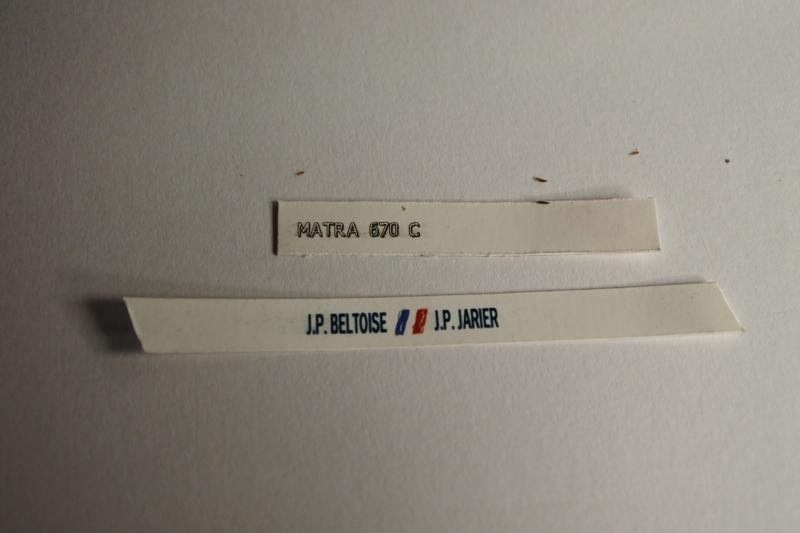 MATRA 670 C
J.P. BELTOISE J.P. JARIER